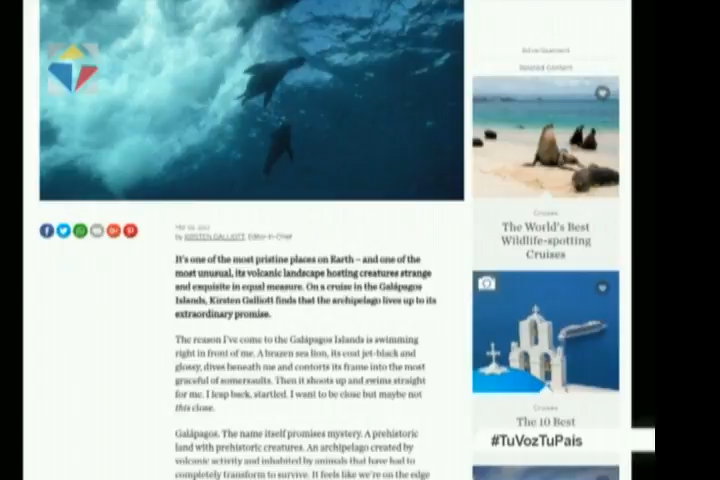 Advertisement
Related Content
Cruises
The World's Best
Wildlife-spotting
Cruises
by KIRSTEN GALLIOTT, Editor-in-Chief
It's one of the most pristine places on Earth – and one of the
most unusual, its volcanic landscape hosting creatures strange
and exquisite in equal measure. On a cruise in the Galápagos
Islands, Kirsten Galliott finds that the archipelago lives up to its
extraordinary promise.
The reason I've come to the Galápagos Islands is swimming
right in front of me. A brazen sea lion, its coat jet-black and
glossy, dives beneath me and contorts its frame into the most
graceful of somersaults. Then it shoots up and swims straight
for me. I leap back, startled. I want to be close but maybe not
this close.
Galápagos. The name itself promises mystery. A prehistoric
land with prehistoric creatures. An archipelago created by
volcanic activity and inhabited by animals that have had to
completely transform to survive. It feels like we're on the edge
Cruises
The 10 Best
#TuVozTuPaís